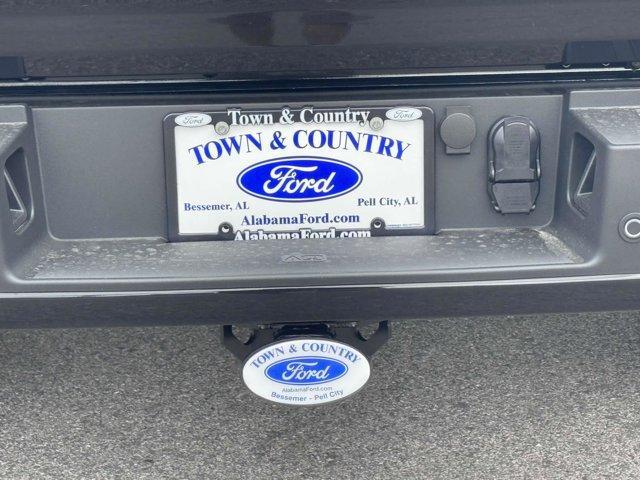 Ford Town & Country Ford
TOWN & COUNTRY
Ford
Bessemer, AL Pell City, AL
AlabamaFord.com
AlabamaFord.com
TOWN & COUNTRY
Ford
AlabamaFord.com
Bessemer - Pell City